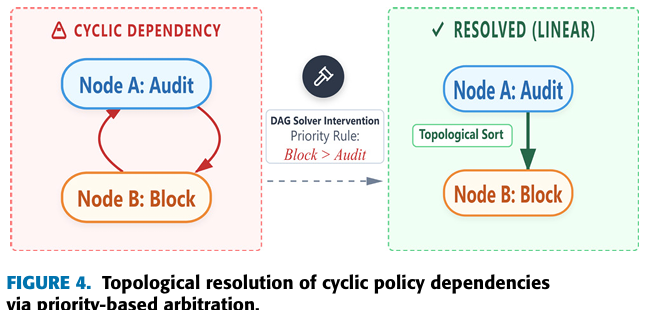 CYCLIC DEPENDENCY
Node A: Audit
Node B: Block
DAG Solver Intervention
Priority Rule:
Block > Audit
✓ RESOLVED (LINEAR)
Node A: Audit
Topological Sort
Node B: Block
FIGURE 4. Topological resolution of cyclic policy dependencies
via priority-based arbitration.